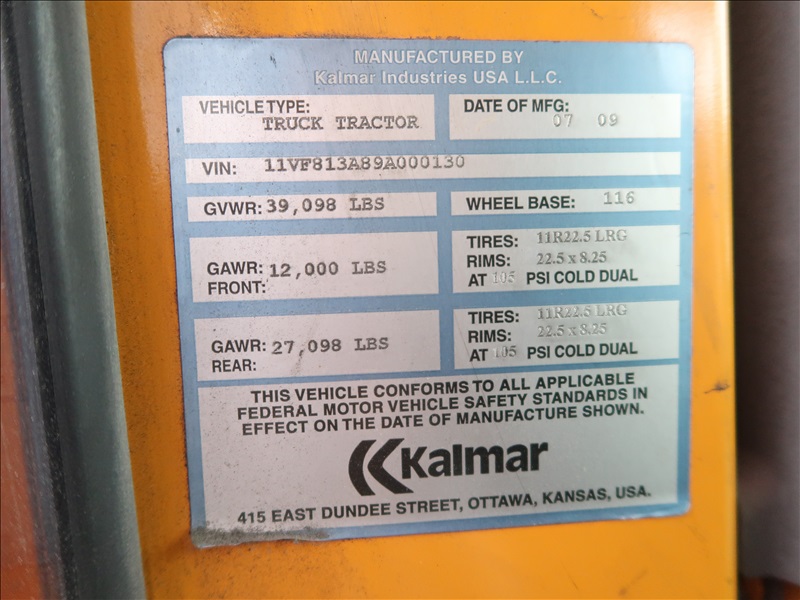 MANUFACTURED BY
Kalmar Industries USA L.L.C.
VEHICLE TYPE:
TRUCK TRACTOR
DATE OF MFG:
07 09
VIN: 11VF813A89A000130
GVWR: 39,098 LBS
WHEEL BASE: 116
GAWR: 12,000 LBS
FRONT:
TIRES: 11R22.5 LRG
RIMS: 22.5 x 8.25
AT 105 PSI COLD DUAL
GAWR: 27,098 LBS
REAR:
TIRES: 11R22.5 LRG
RIMS: 22.5 x 8.25
AT 105 PSI COLD DUAL
THIS VEHICLE CONFORMS TO ALL APPLICABLE
FEDERAL MOTOR VEHICLE SAFETY STANDARDS IN
EFFECT ON THE DATE OF MANUFACTURE SHOWN.
Kalmar
415 EAST DUNDEE STREET, OTTAWA, KANSAS, USA.